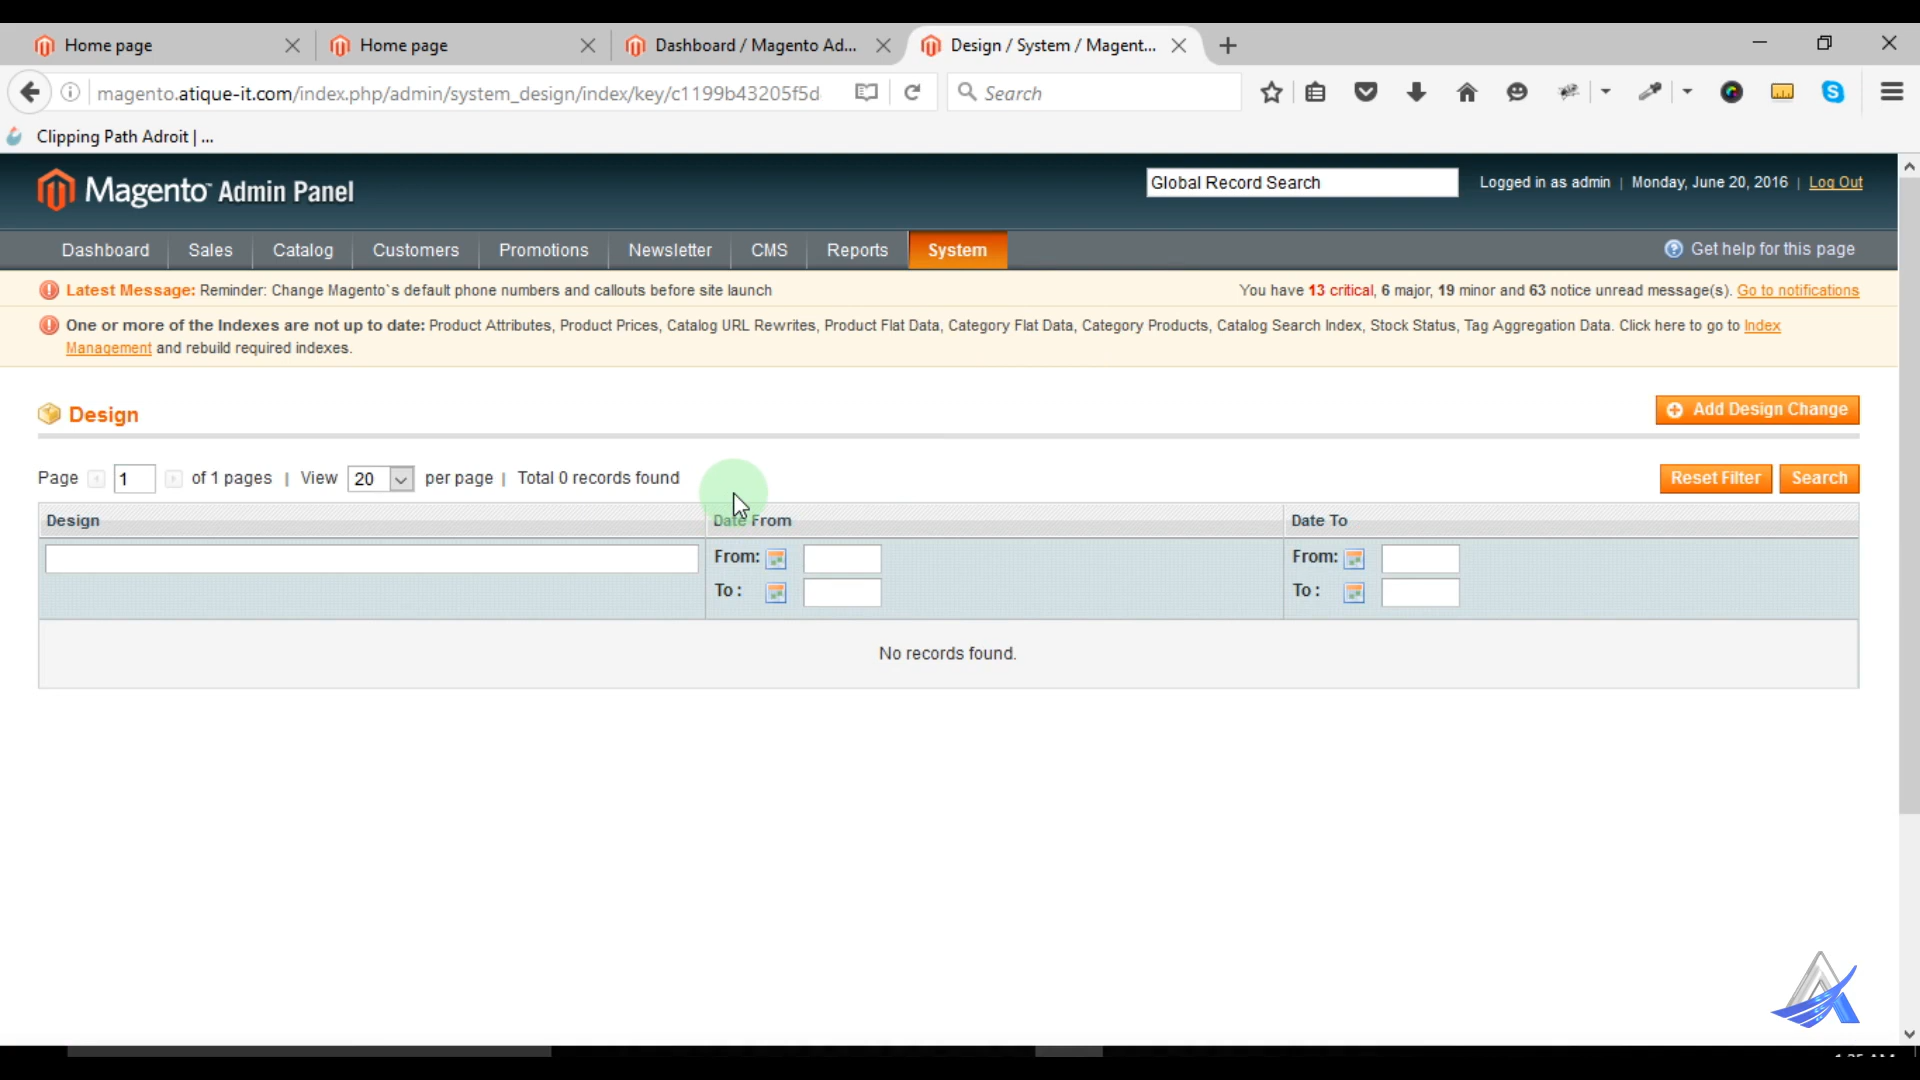 Home page
Home page
Dashboard / Magento Ad...
Design / System / Magent...
magento.atique-it.com/index.php/admin/system_design/index/key/c1199b43205f5d
Search
Clipping Path Adroit | ...
Magento Admin Panel
Global Record Search
Logged in as admin | Monday, June 20, 2016 | Log Out
Dashboard Sales Catalog Customers Promotions Newsletter CMS Reports System
Get help for this page
Latest Message: Reminder: Change Magento`s default phone numbers and callouts before site launch
You have 13 critical, 6 major, 19 minor and 63 notice unread message(s). Go to notifications
One or more of the Indexes are not up to date: Product Attributes, Product Prices, Catalog URL Rewrites, Product Flat Data, Category Flat Data, Category Products, Catalog Search Index, Stock Status, Tag Aggregation Data. Click here to go to Index
Management and rebuild required indexes.
Design
Add Design Change
Page 1 of 1 pages | View 20 per page | Total 0 records found
Reset Filter Search
Design Date From Date To
From: From:
To : To :
No records found.